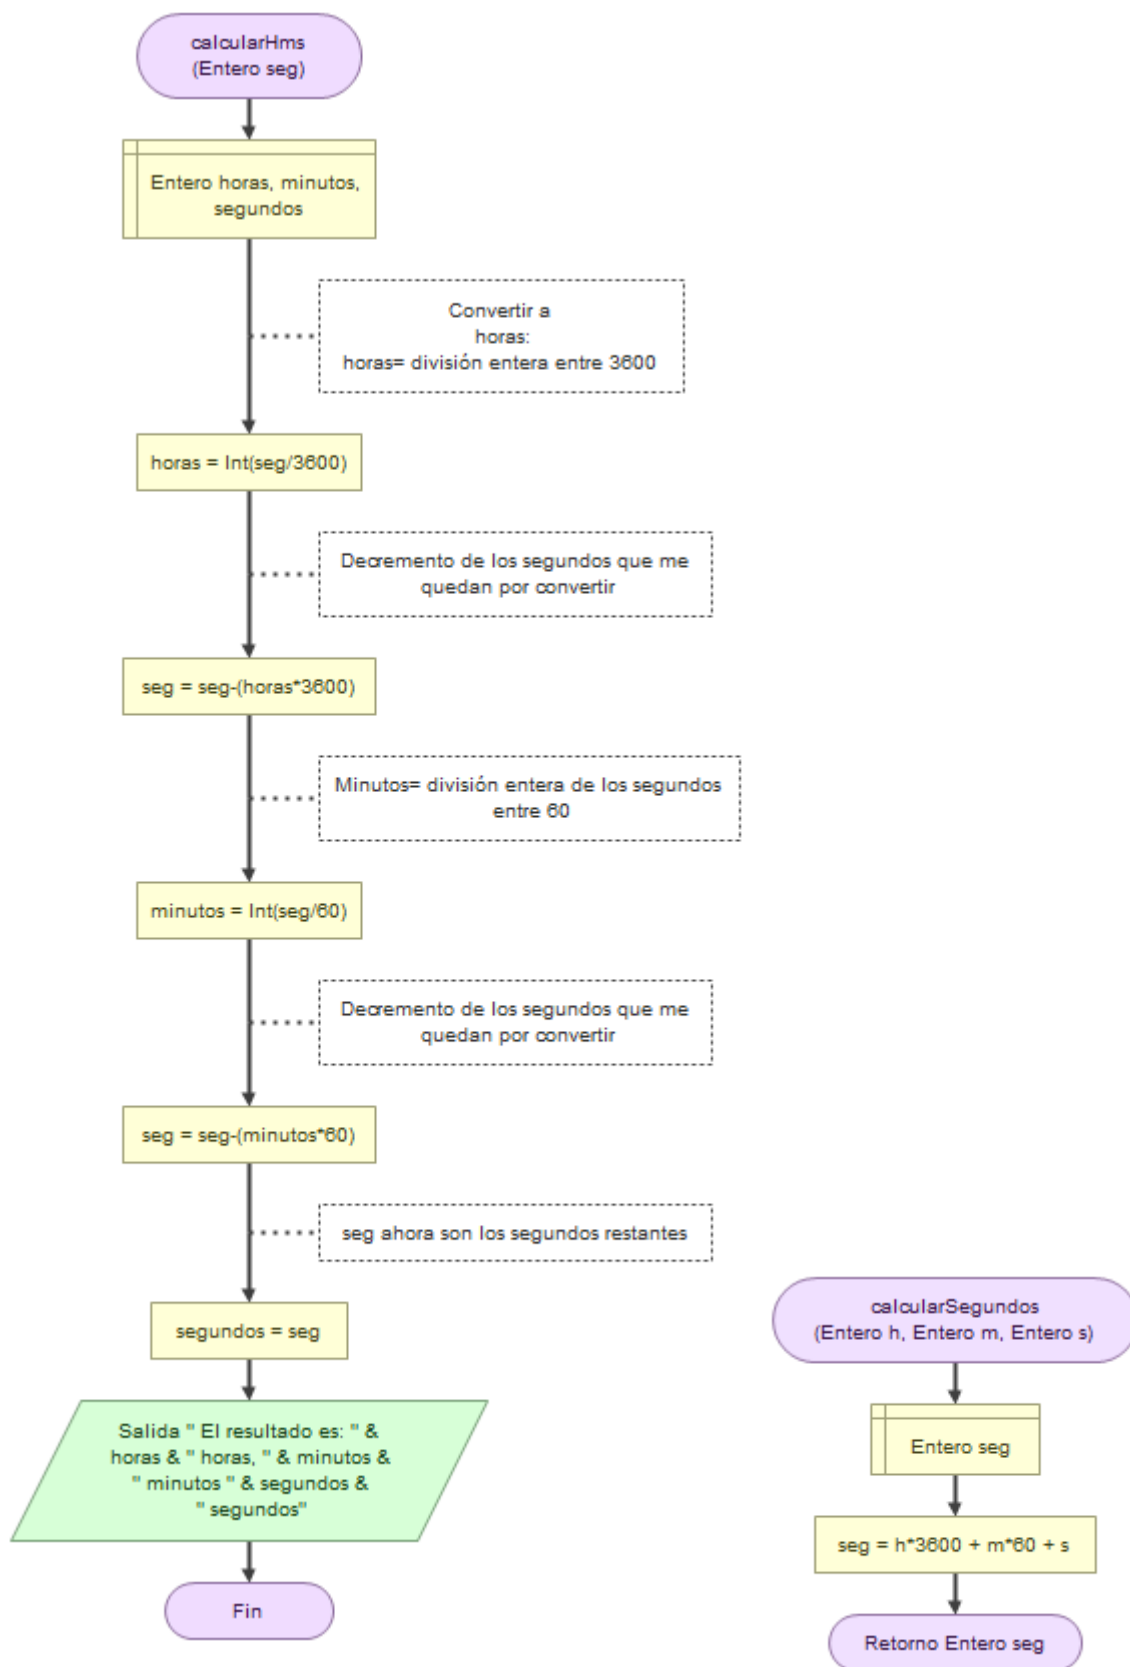 calcularHms
(Entero seg)
Entero horas, minutos,
segundos
Convertir a
horas:
horas= división entera entre 3600
horas = Int(seg/3600)
Decremento de los segundos que me
quedan por convertir
seg = seg-(horas*3600)
Minutos= división entera de los segundos
entre 60
minutos = Int(seg/60)
Decremento de los segundos que me
quedan por convertir
seg = seg-(minutos*60)
seg ahora son los segundos restantes
segundos = seg
Salida " El resultado es: " &
horas & " horas, " & minutos &
" minutos " & segundos &
" segundos"
Fin
calcularSegundos
(Entero h, Entero m, Entero s)
Entero seg
seg = h*3600 + m*60 + s
Retorno Entero seg